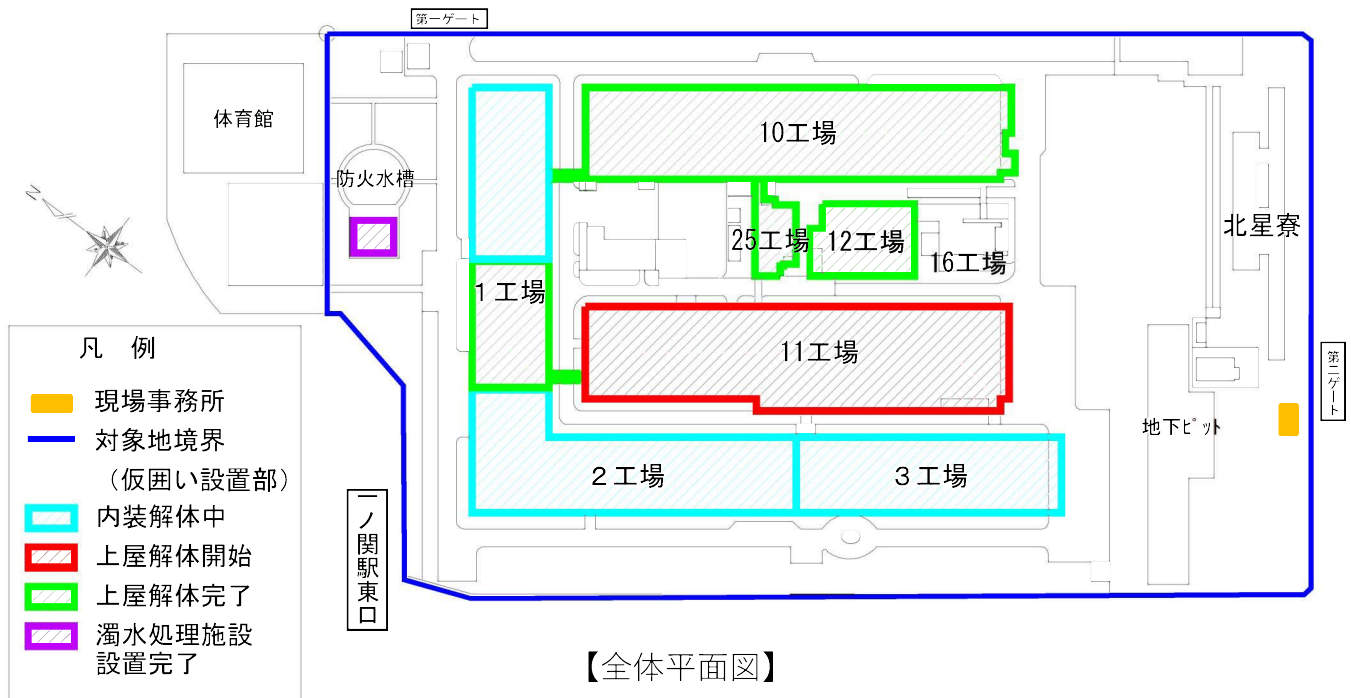 第一ゲート
体育館
10工場
防火水槽
北星寮
25工場
12工場
16工場
N
1工場
11工場
第二ゲート
地下ピット
2工場
3工場
一ノ関駅東口
凡 例
現場事務所
対象地境界
(仮囲い設置部)
内装解体中
上屋解体開始
上屋解体完了
濁水処理施設
設置完了
【全体平面図】